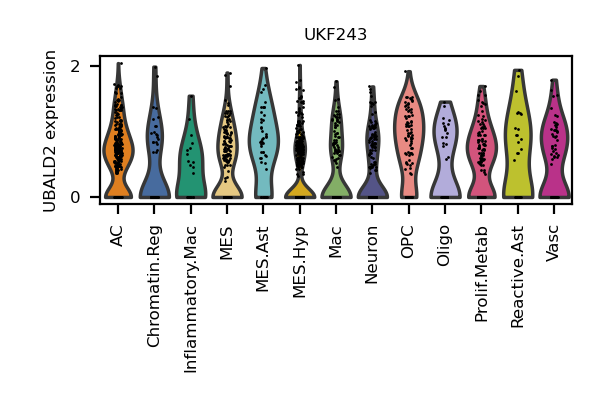 UKF243
UBALD2 expression
2
0
AC
Chromatin.Reg
Inflammatory.Mac
MES
MES.Ast
MES.Hyp
Mac
Neuron
OPC
Oligo
Prolif.Metab
Reactive.Ast
Vasc